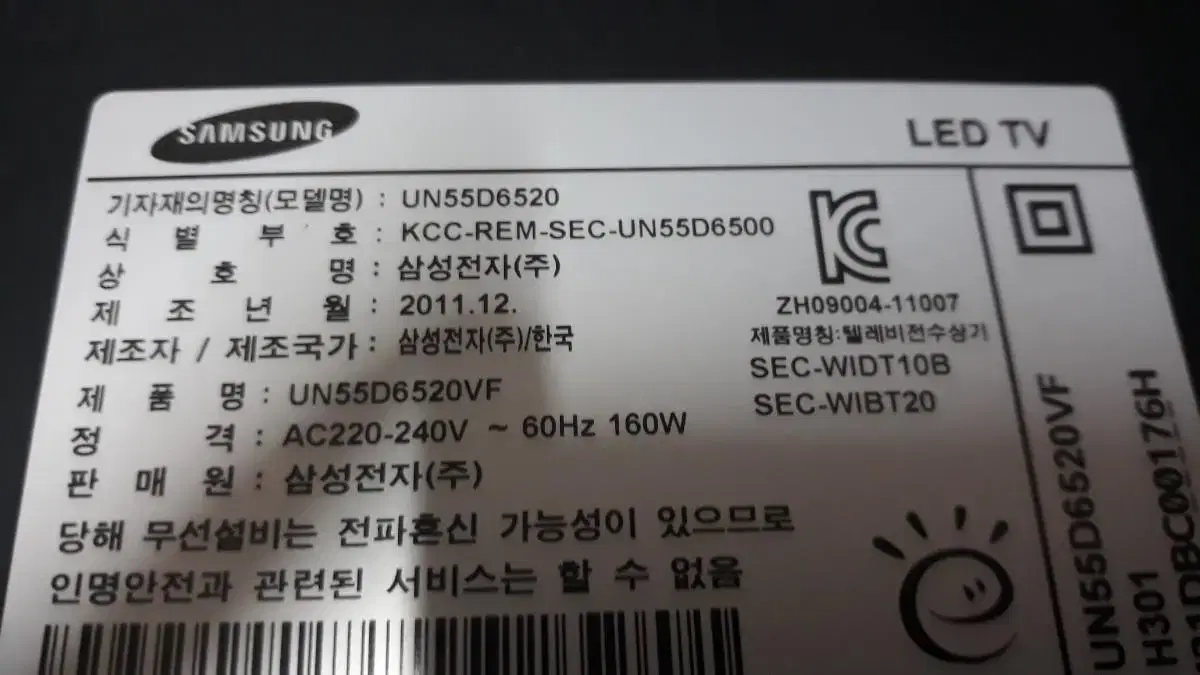 SAMSUNG
LED TV
기자재의명칭(모델명) : UN55D6520
식 별 부 호 : KCC-REM-SEC-UN55D6500
상 호 명 : 삼성전자(주)
제 조 년 월 : 2011.12.
제조자 / 제조국가 : 삼성전자(주)/한국
제 품 명 : UN55D6520VF
정 격 : AC220-240V ~ 60Hz 160W
판 매 원 : 삼성전자(주)
당해 무선설비는 전파혼신 가능성이 있으므로
인명안전과 관련된 서비스는 할 수 없음
ZH09004-11007
제품명칭:텔레비전수상기
SEC-WIDT10B
SEC-WIBT20
UN55D6520VF
H301